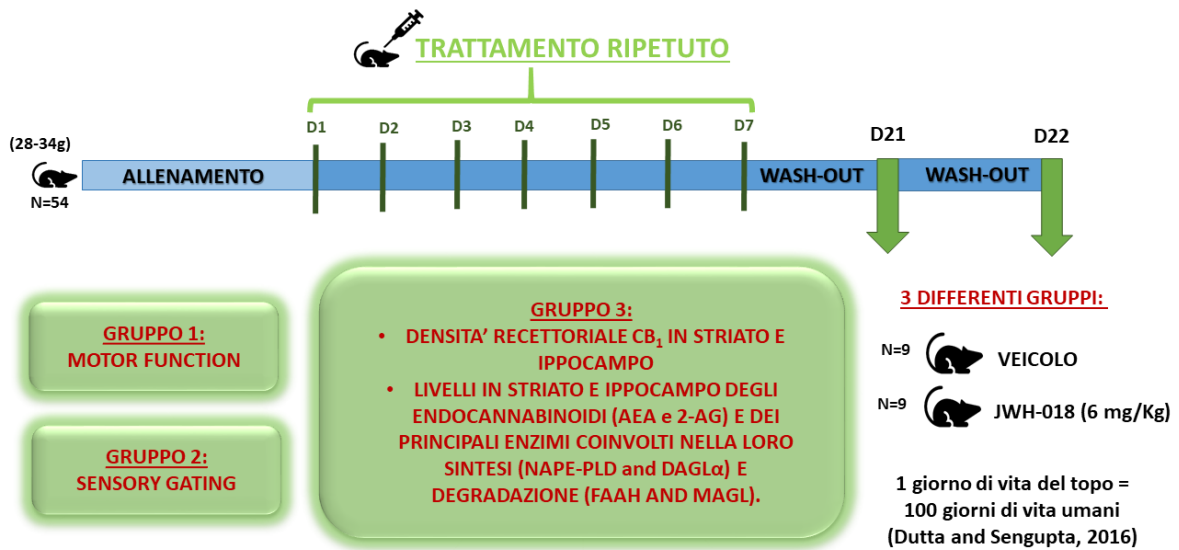 TRATTAMENTO RIPETUTO
D1
D2
D3
D4
D5
D6
D7
D21
D22
(28-34g)
N=54
ALLENAMENTO
WASH-OUT
WASH-OUT
GRUPPO 1:
MOTOR FUNCTION
GRUPPO 2:
SENSORY GATING
GRUPPO 3:
• DENSITA’ RECETTORIALE CB₁ IN STRIATO E
IPPOCAMPO
• LIVELLI IN STRIATO E IPPOCAMPO DEGLI
ENDOCANNABINOIDI (AEA e 2-AG) E DEI
PRINCIPALI ENZIMI COINVOLTI NELLA LORO
SINTESI (NAPE-PLD and DAGLα) E
DEGRADAZIONE (FAAH AND MAGL).
3 DIFFERENTI GRUPPI:
N=9 VEICOLO
N=9 JWH-018 (6 mg/Kg)
1 giorno di vita del topo =
100 giorni di vita umani
(Dutta and Sengupta, 2016)